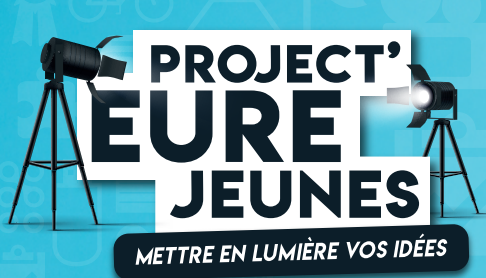 PROJECT'
EURE
JEUNES
METTRE EN LUMIÈRE VOS IDÉES